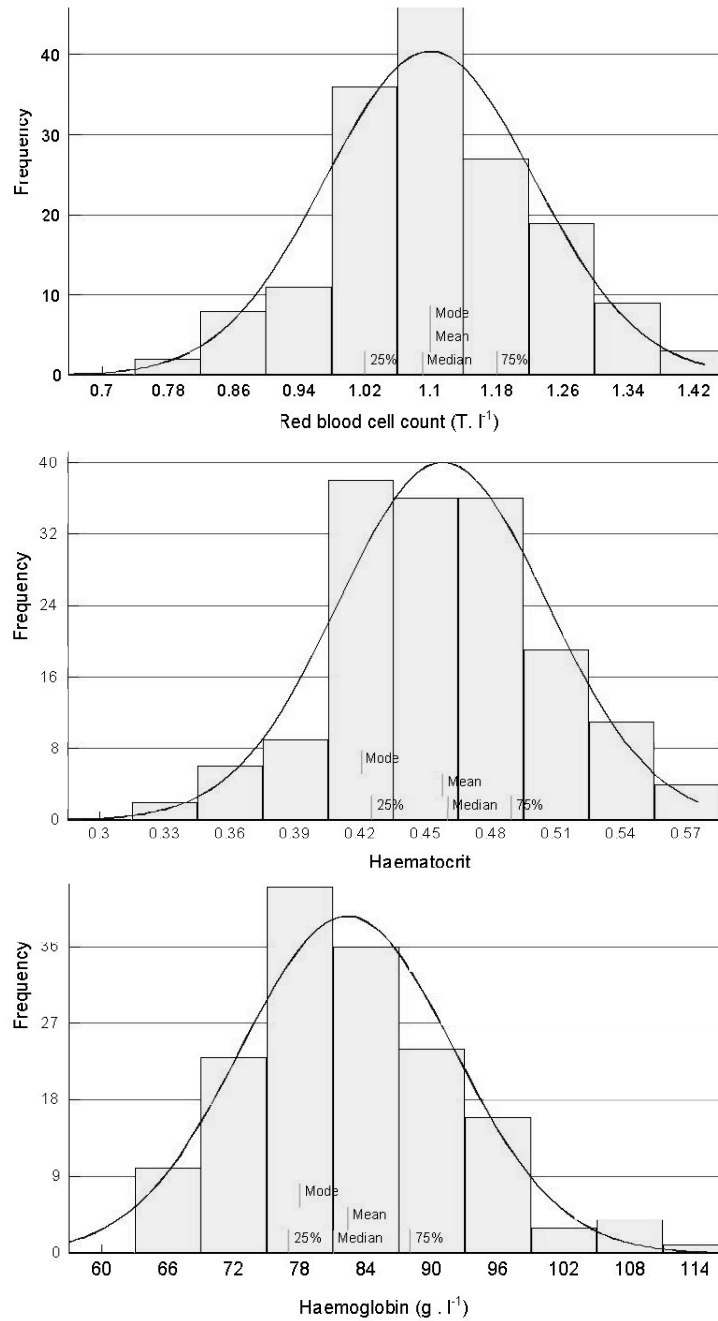 40
30
20
10
0
Frequency
Mode
Mean
25% Median 75%
0.7 0.78 0.86 0.94 1.02 1.1 1.18 1.26 1.34 1.42
Red blood cell count (T. l-1)
40
32
24
16
8
0
Frequency
Mode
Mean
25% Median 75%
0.3 0.33 0.36 0.39 0.42 0.45 0.48 0.51 0.54 0.57
Haematocrit
36
27
18
9
0
Frequency
Mode
Mean
25% Median 75%
60 66 72 78 84 90 96 102 108 114
Haemoglobin (g . l-1)